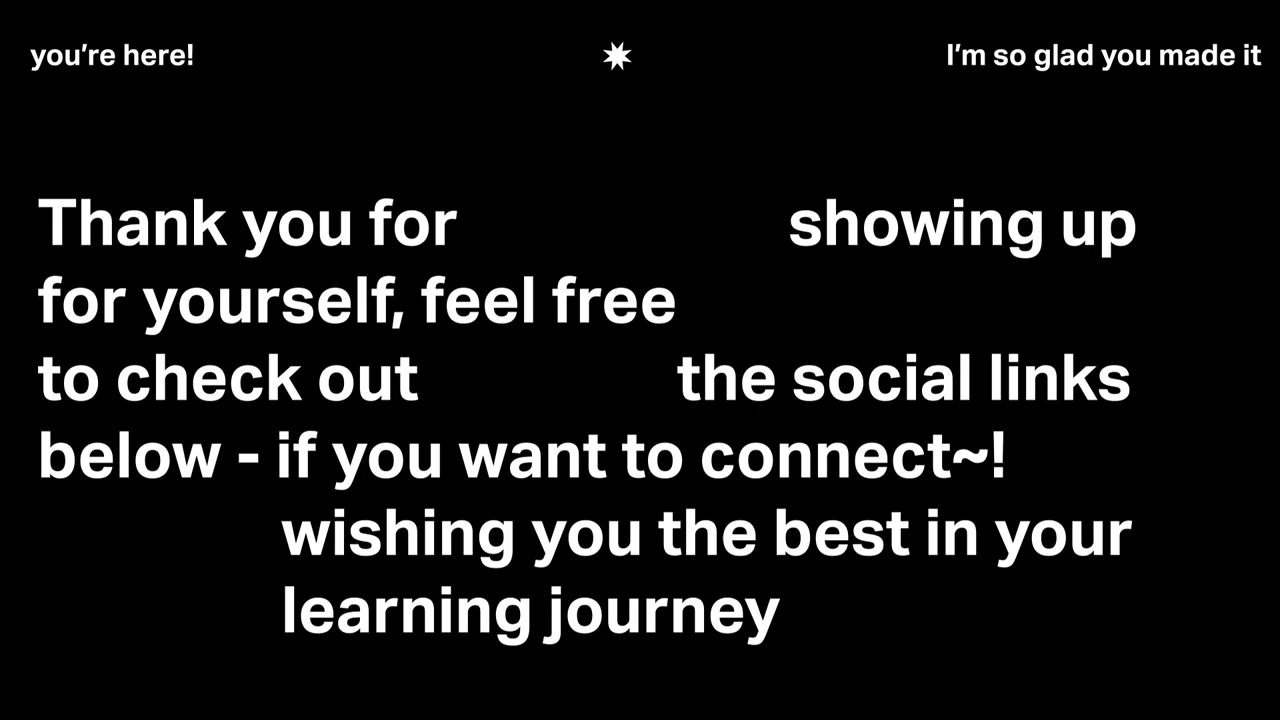 you're here!
I'm so glad you made it
Thank you for showing up
for yourself, feel free
to check out the social links
below - if you want to connect~!
wishing you the best in your
learning journey